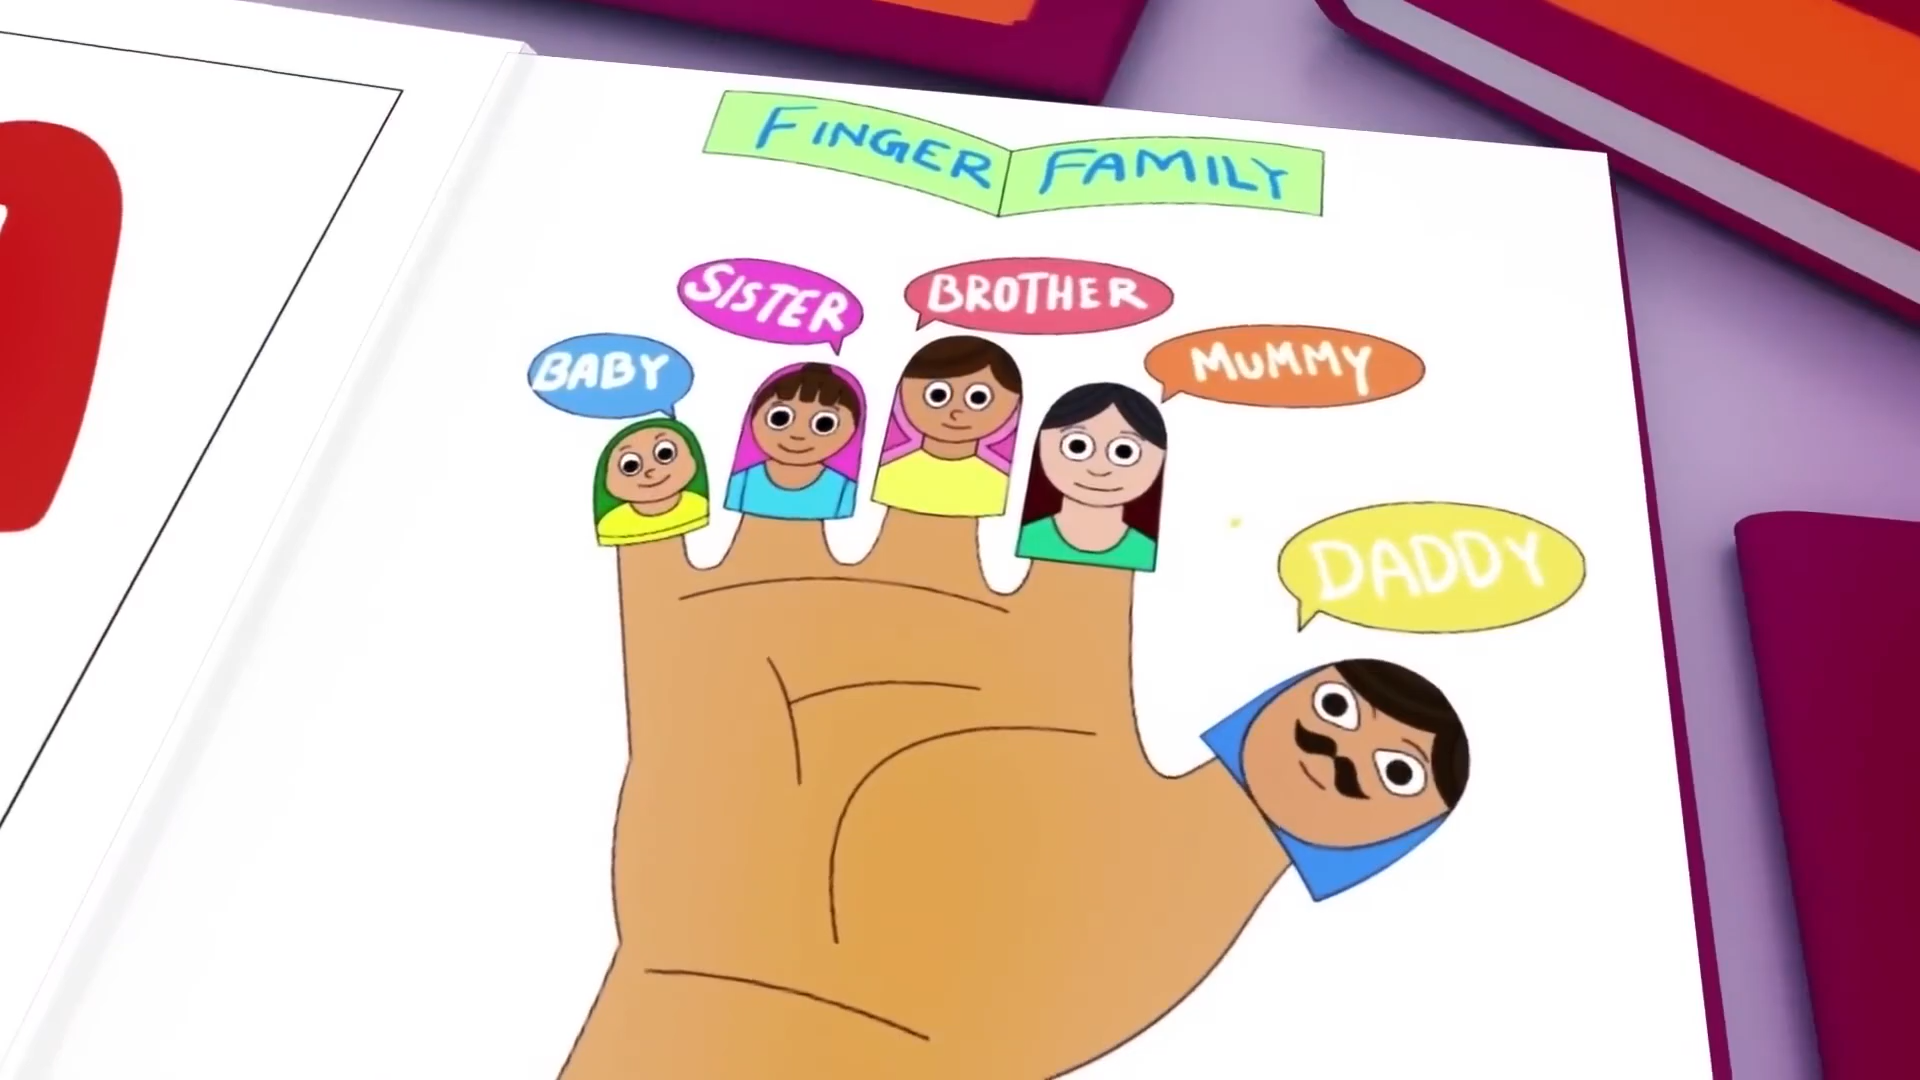 FINGER FAMILY
SISTER
BROTHER
BABY
MUMMY
DADDY